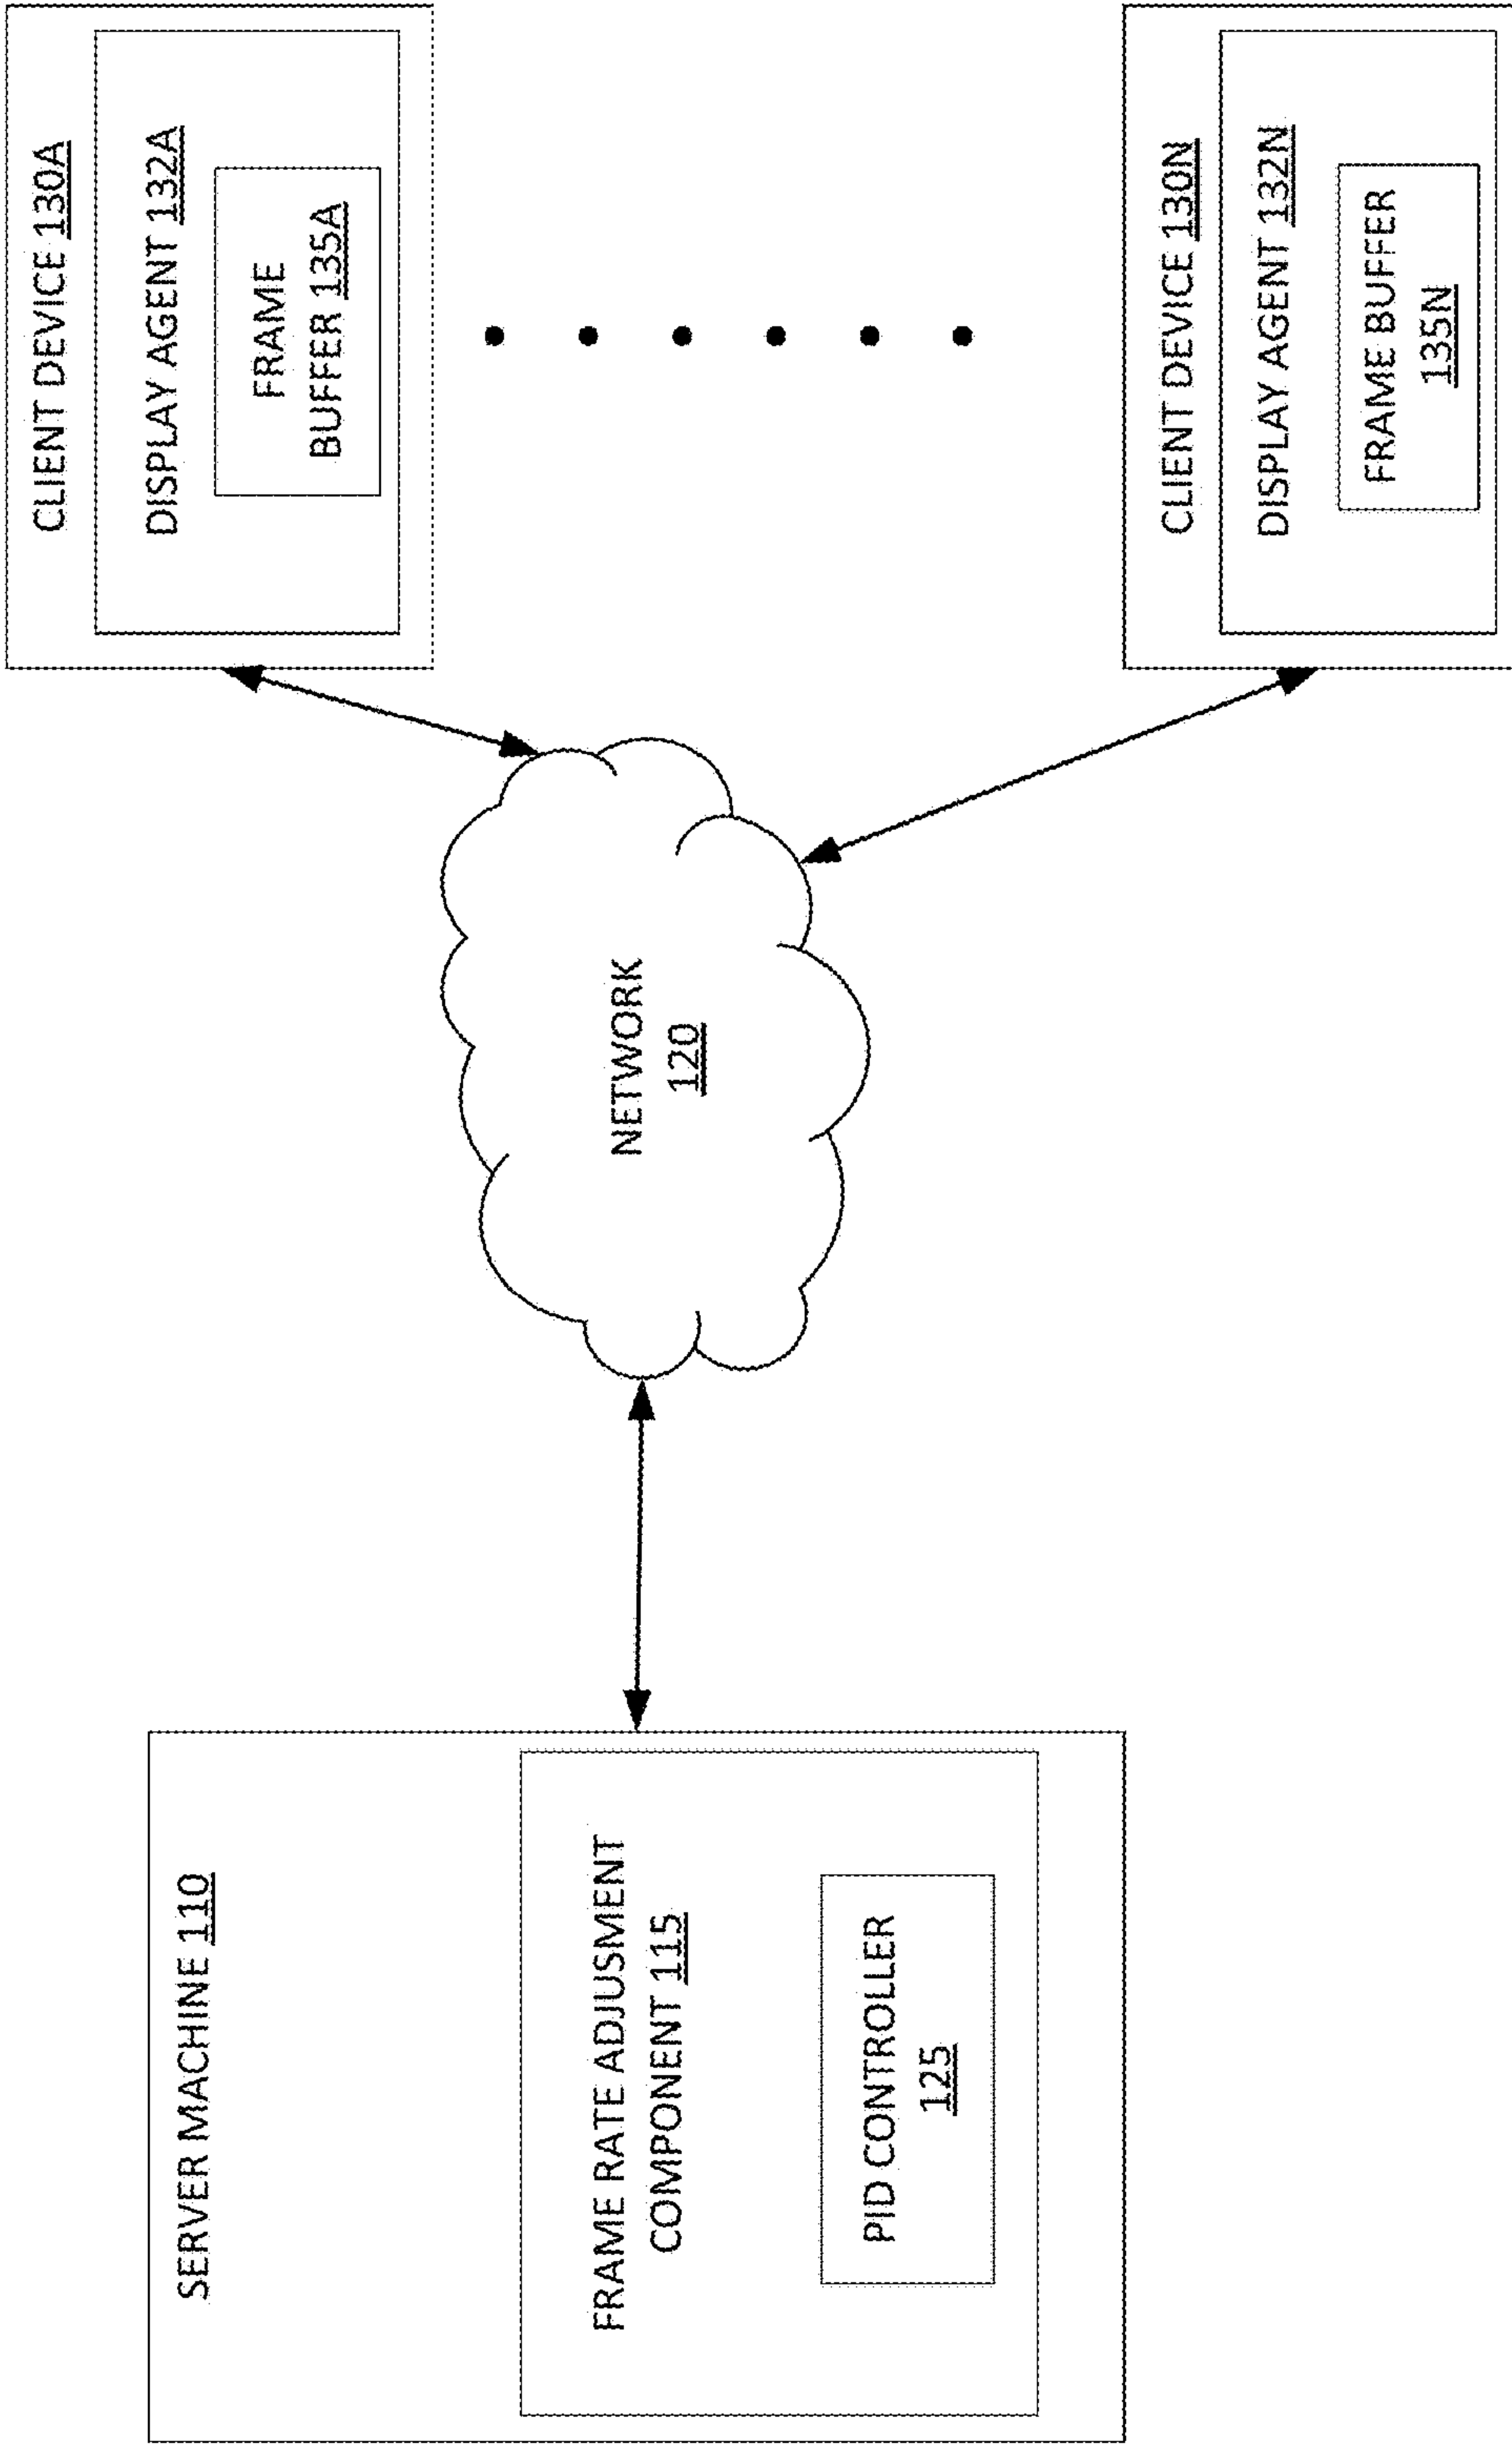 SERVER MACHINE 110
FRAME RATE ADJUSMENT
COMPONENT 115
PID CONTROLLER
125
NETWORK
120
CLIENT DEVICE 130A
DISPLAY AGENT 132A
FRAME
BUFFER 135A
CLIENT DEVICE 130N
DISPLAY AGENT 132N
FRAME BUFFER
135N